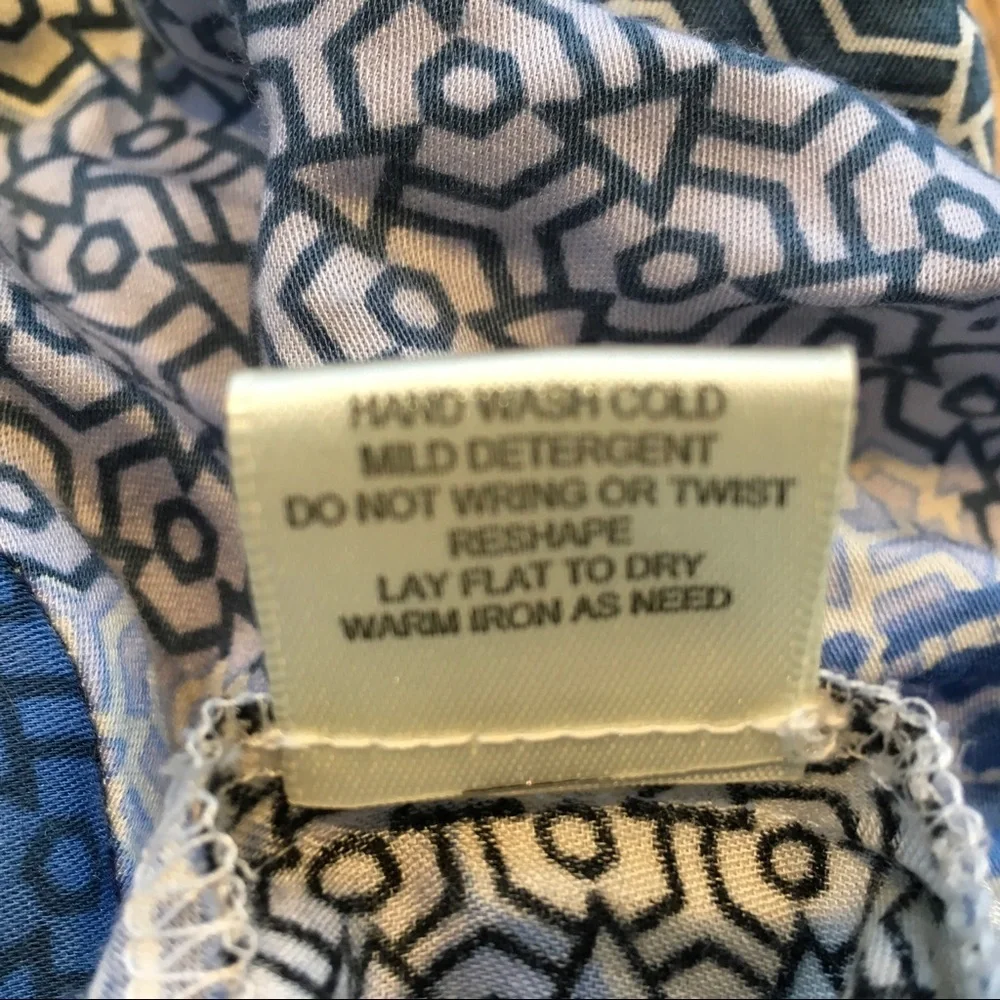 HAND WASH COLD
MILD DETERGENT
DO NOT WRING OR TWIST
RESHAPE
LAY FLAT TO DRY
WARM IRON AS NEED